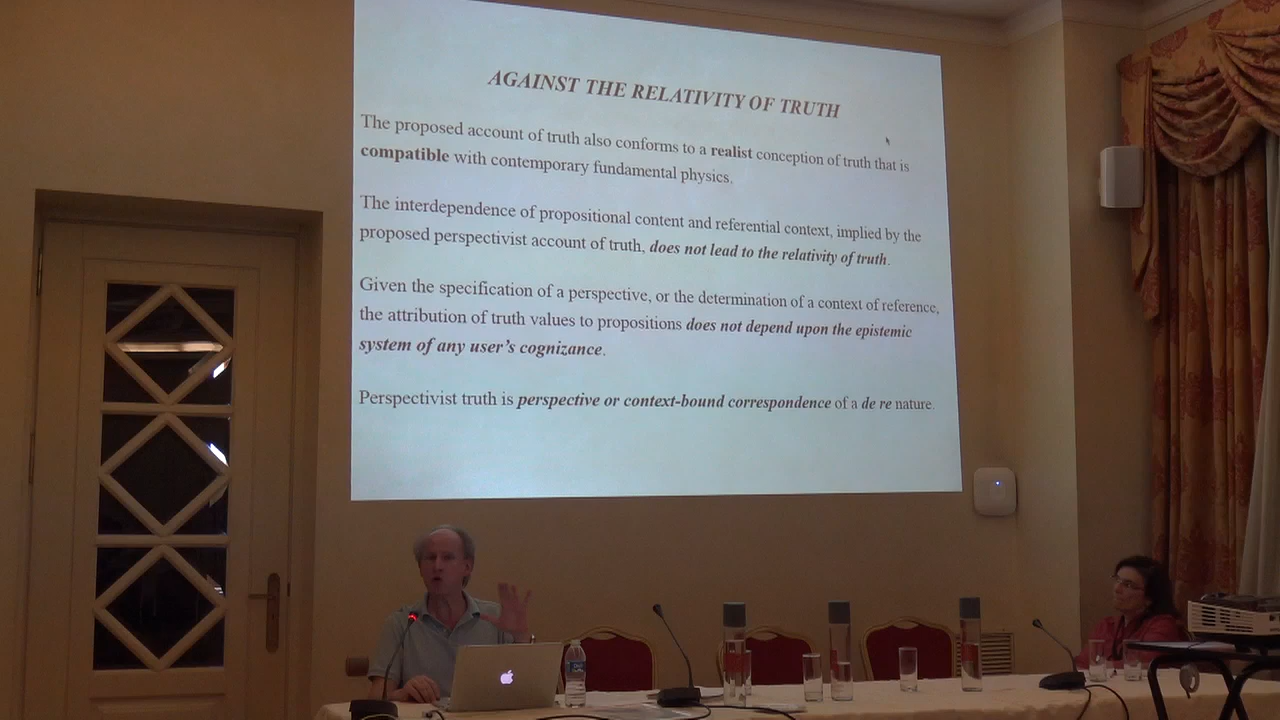 AGAINST THE RELATIVITY OF TRUTH
The proposed account of truth also conforms to a realist conception of truth that is
compatible with contemporary fundamental physics.
The interdependence of propositional content and referential context, implied by the
proposed perspectivist account of truth, does not lead to the relativity of truth.
Given the specification of a perspective, or the determination of a context of reference,
the attribution of truth values to propositions does not depend upon the epistemic
system of any user's cognizance.
Perspectivist truth is perspective or context-bound correspondence of a de re nature.